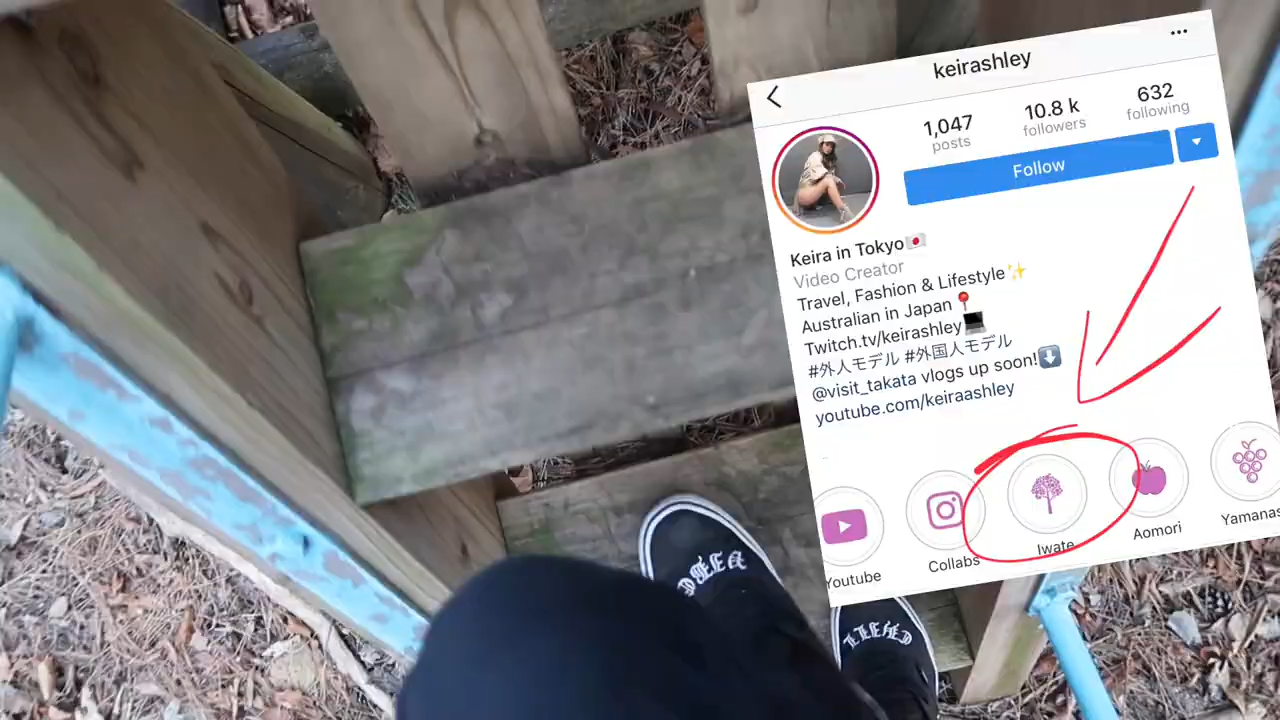 keirashley
1,047
posts
10.8 k
followers
632
following
Follow
Keira in Tokyo🇯🇵
Video Creator
Travel, Fashion & Lifestyle✨
Australian in Japan📍
Twitch.tv/keirashley💻
#外人モデル #外国人モデル
@visit_takata vlogs up soon!⬇️
youtube.com/keiraashley
Youtube
Collabs
Iwate
Aomori
Yamanas